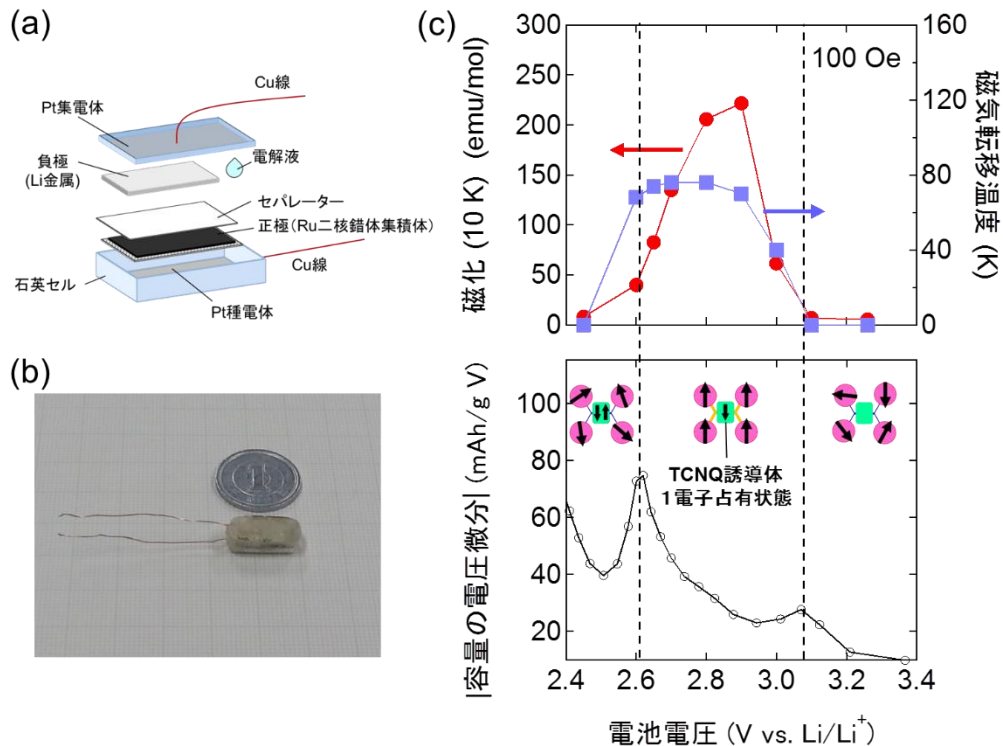 (a)
Cu線
Pt集電体
負極
(Li金属)
電解液
セパレーター
正極(Ru二核錯体集積体)
Cu線
石英セル
Pt種電体
(b)
(c)
磁化 (10 K) (emu/mol)
300
250
200
150
100
50
0
100 Oe
160
120
80
40
0
磁気転移温度 (K)
|容量の電圧微分| (mAh/g V)
100
80
60
40
20
TCNQ誘導体
1電子占有状態
2.4 2.6 2.8 3.0 3.2 3.4
電池電圧 (V vs. Li/Li+)